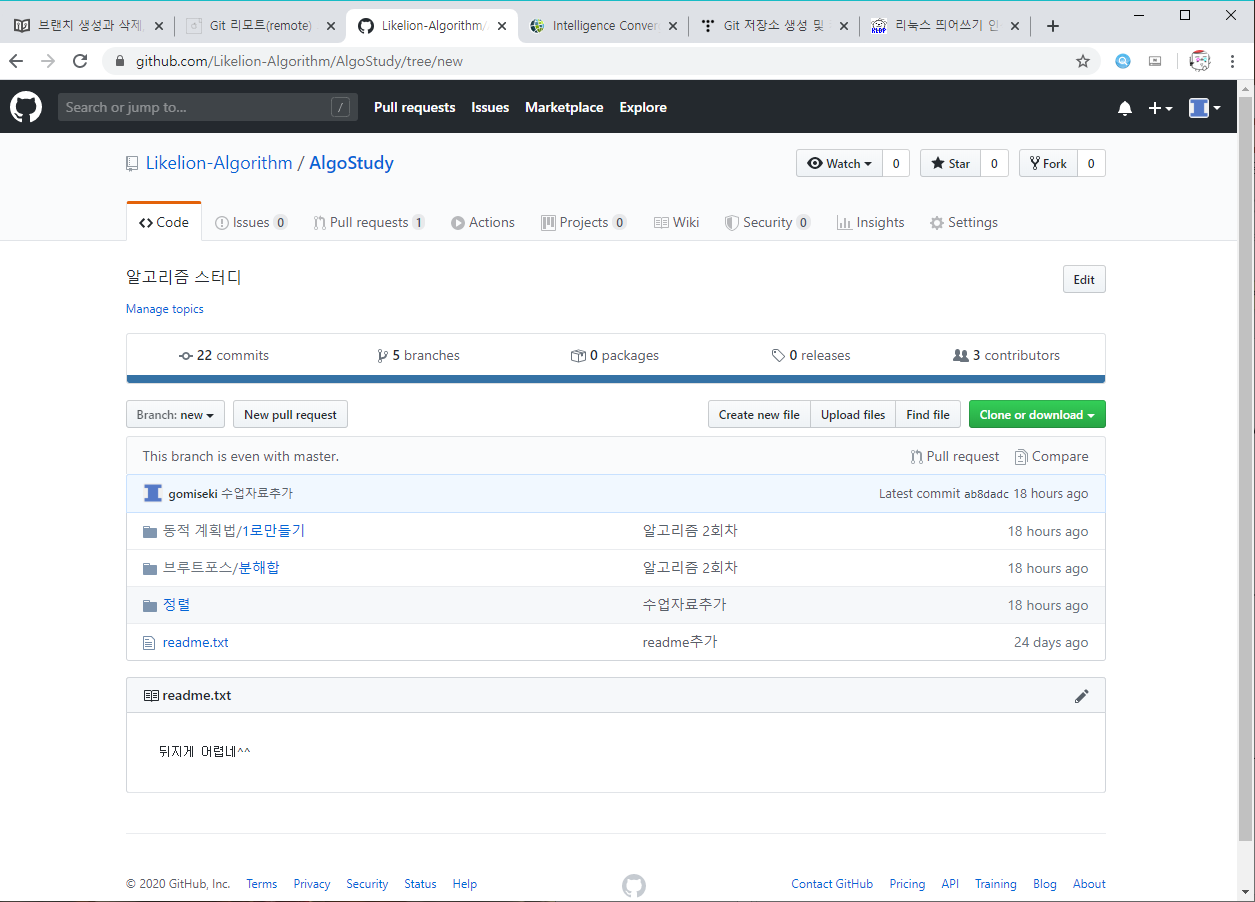 브랜치 생성과 삭제 Git 리모트(remote) Likelion-Algorithm/ Intelligence Conver Git 저장소 생성 및 리눅스 띄어쓰기 인
github.com/Likelion-Algorithm/AlgoStudy/tree/new
Search or jump to... / Pull requests Issues Marketplace Explore
Likelion-Algorithm / AlgoStudy Watch 0 Star 0 Fork 0
Code Issues 0 Pull requests 1 Actions Projects 0 Wiki Security 0 Insights Settings
알고리즘 스터디 Edit
Manage topics
22 commits 5 branches 0 packages 0 releases 3 contributors
Branch: new New pull request Create new file Upload files Find file Clone or download
This branch is even with master. Pull request Compare
gomiseki 수업자료추가 Latest commit ab8dadc 18 hours ago
동적 계획법/1로만들기 알고리즘 2회차 18 hours ago
브루트포스/분해합 알고리즘 2회차 18 hours ago
정렬 수업자료추가 18 hours ago
readme.txt readme추가 24 days ago
readme.txt
뒤지게 어렵네^^
© 2020 GitHub, Inc. Terms Privacy Security Status Help Contact GitHub Pricing API Training Blog About